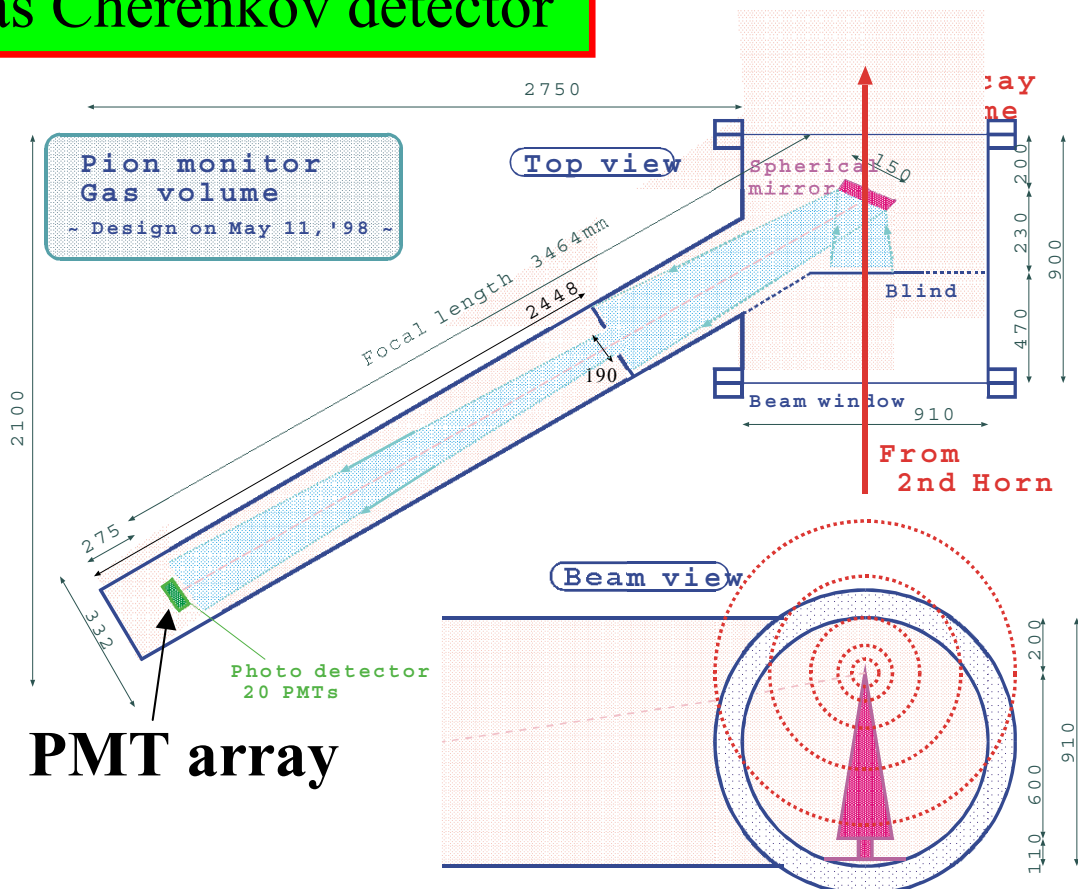 as Cherenkov detector
2750
cay
me
Pion monitor
Gas volume
~ Design on May 11,'98 ~
Top view
Spherical
mirror
150
200
230
900
470
Focal length 3464mm
2448
190
Blind
Beam window
910
2100
From
2nd Horn
275
332
Beam view
Photo detector
20 PMTs
PMT array
200
600
910
110